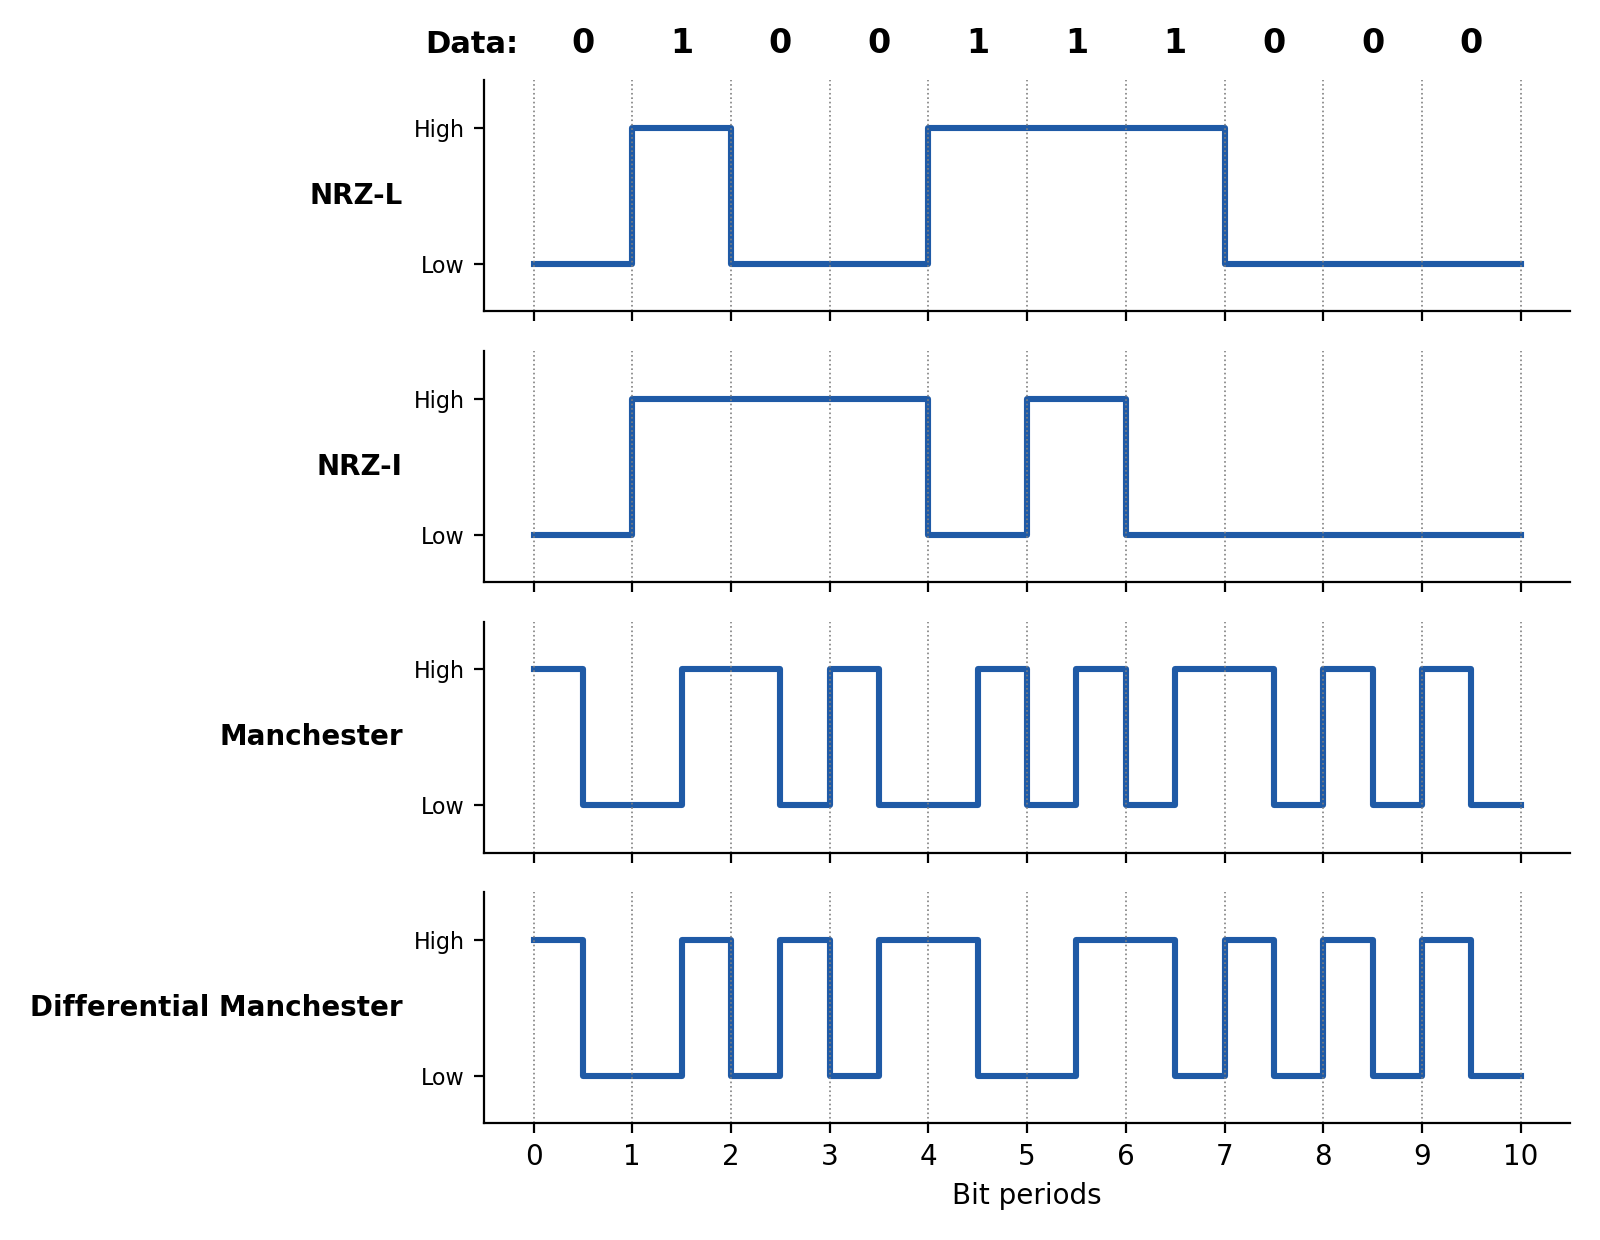 Data: 0 1 0 0 1 1 1 0 0 0
High
NRZ-L
Low
High
NRZ-I
Low
High
Manchester
Low
High
Differential Manchester
Low
0 1 2 3 4 5 6 7 8 9 10
Bit periods